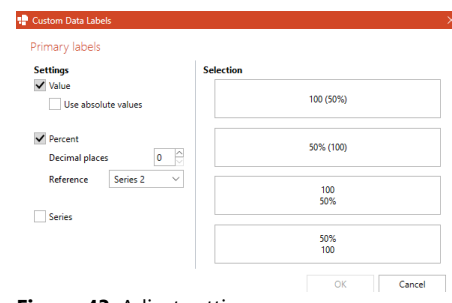 Custom Data Labels
Primary labels
Settings
Value
Use absolute values
Percent
Decimal places 0
Reference Series 2
Series
Selection
100 (50%)
50% (100)
100
50%
50%
100
OK Cancel